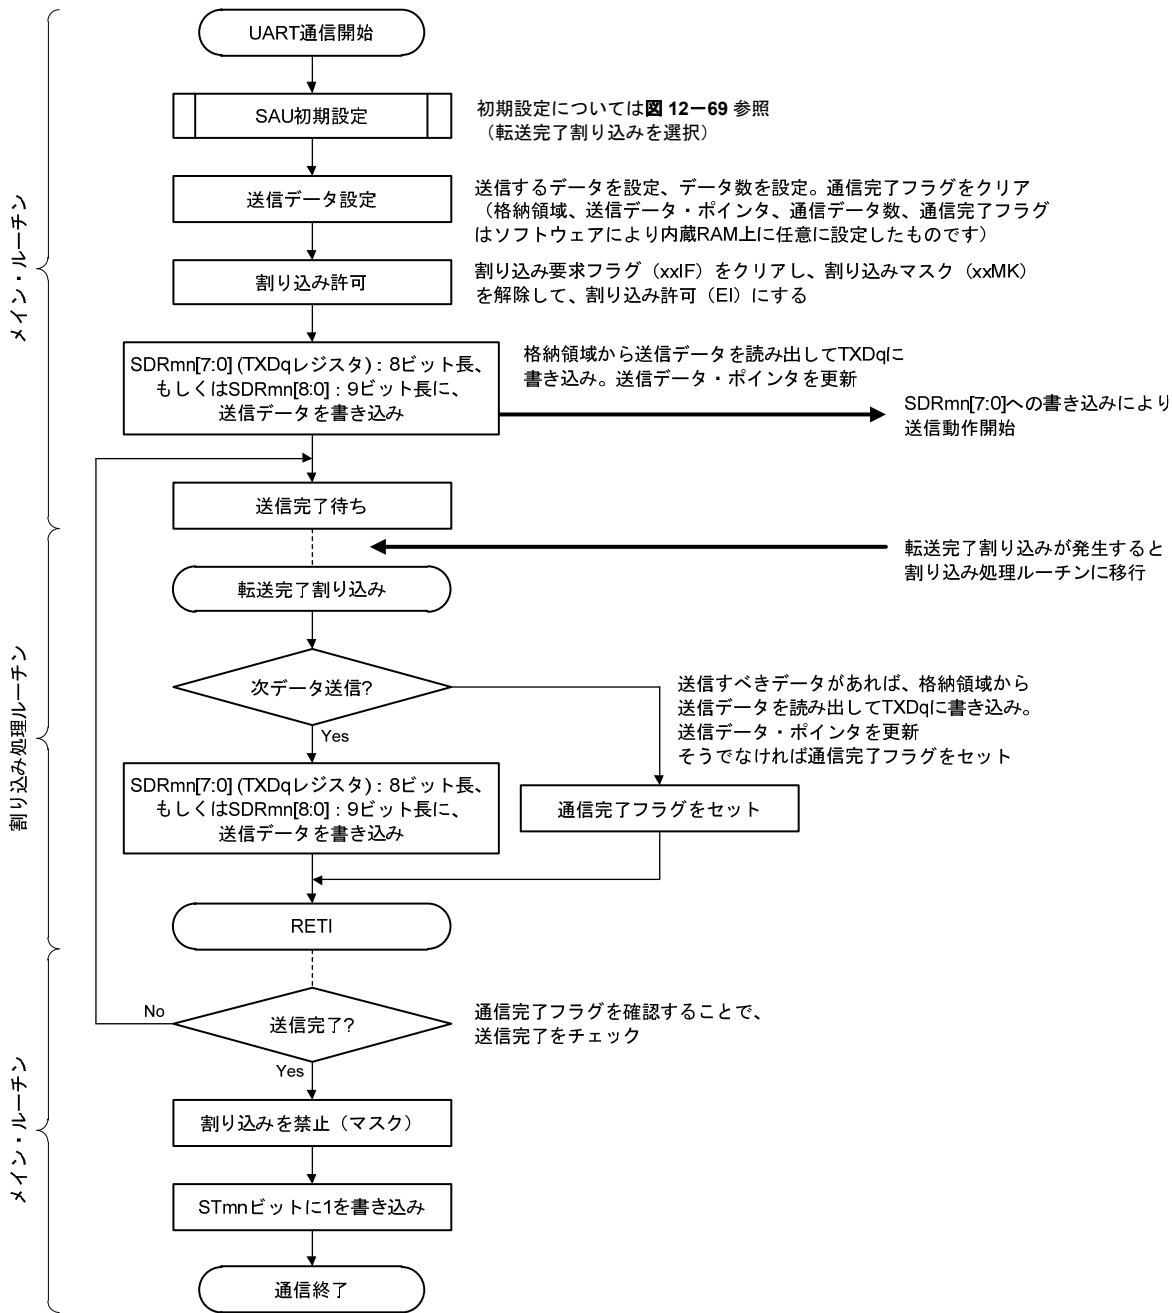 UART通信開始
SAU初期設定
初期設定については図 12－69 参照
（転送完了割り込みを選択）
送信データ設定
送信するデータを設定、データ数を設定。通信完了フラグをクリア
（格納領域、送信データ・ポインタ、通信データ数、通信完了フラグ
はソフトウェアにより内蔵RAM上に任意に設定したものです）
メイン・ルーチン
割り込み許可
割り込み要求フラグ（xxIF）をクリアし、割り込みマスク（xxMK）
を解除して、割り込み許可（EI）にする
SDRmn[7:0] (TXDqレジスタ)：8ビット長、
もしくはSDRmn[8:0]：9ビット長に、
送信データを書き込み
格納領域から送信データを読み出してTXDqに
書き込み。送信データ・ポインタを更新
SDRmn[7:0]への書き込みにより
送信動作開始
送信完了待ち
転送完了割り込みが発生すると
割り込み処理ルーチンに移行
転送完了割り込み
割り込み処理ルーチン
次データ送信?
Yes
送信すべきデータがあれば、格納領域から
送信データを読み出してTXDqに書き込み。
送信データ・ポインタを更新
そうでなければ通信完了フラグをセット
SDRmn[7:0] (TXDqレジスタ)：8ビット長、
もしくはSDRmn[8:0]：9ビット長に、
送信データを書き込み
通信完了フラグをセット
RETI
No
送信完了?
Yes
通信完了フラグを確認することで、
送信完了をチェック
メイン・ルーチン
割り込みを禁止（マスク）
STmnビットに1を書き込み
通信終了